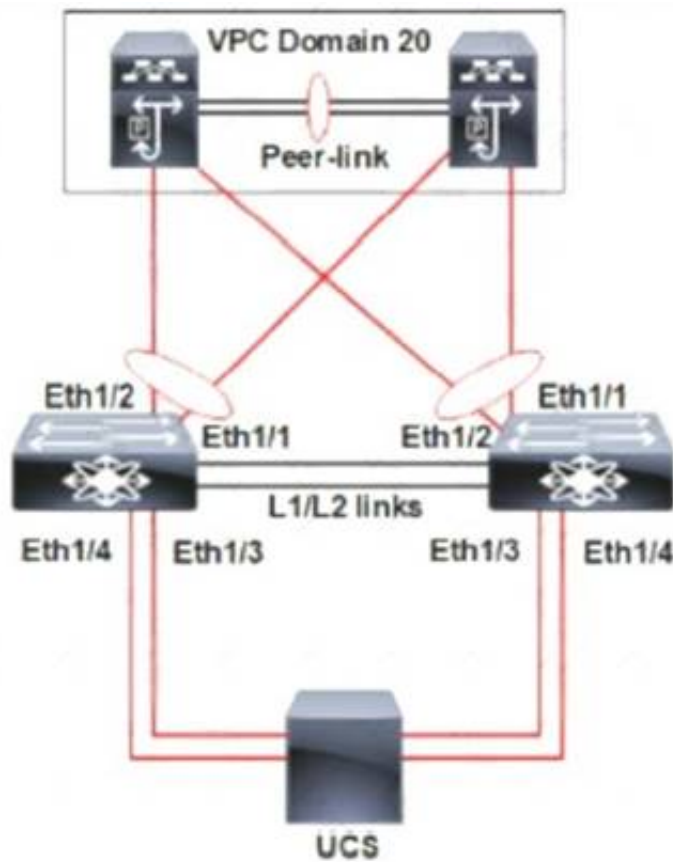 VPC Domain 20
P
P
Peer-link
Eth1/2
Eth1/1
Eth1/1
Eth1/2
L1/L2 links
Eth1/4
Eth1/3
Eth1/3
Eth1/4
UCS